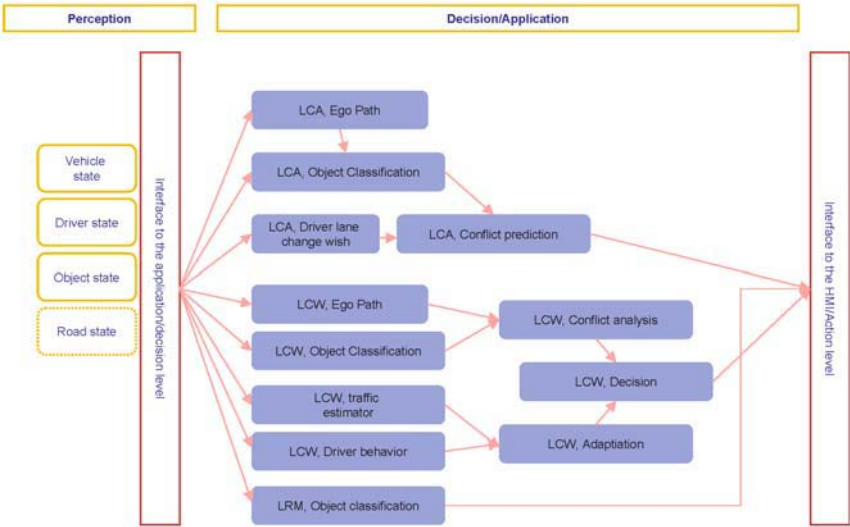 Perception
Decision/Application
Vehicle
state
Driver state
Object state
Road state
Interface to the application/decision level
LCA, Ego Path
LCA, Object Classification
LCA, Driver lane
change wish
LCA, Conflict prediction
LCW, Ego Path
LCW, Object Classification
LCW, traffic
estimator
LCW, Driver behavior
LRM, Object classification
LCW, Conflict analysis
LCW, Decision
LCW, Adaptiation
Interface to the HMI/Action level